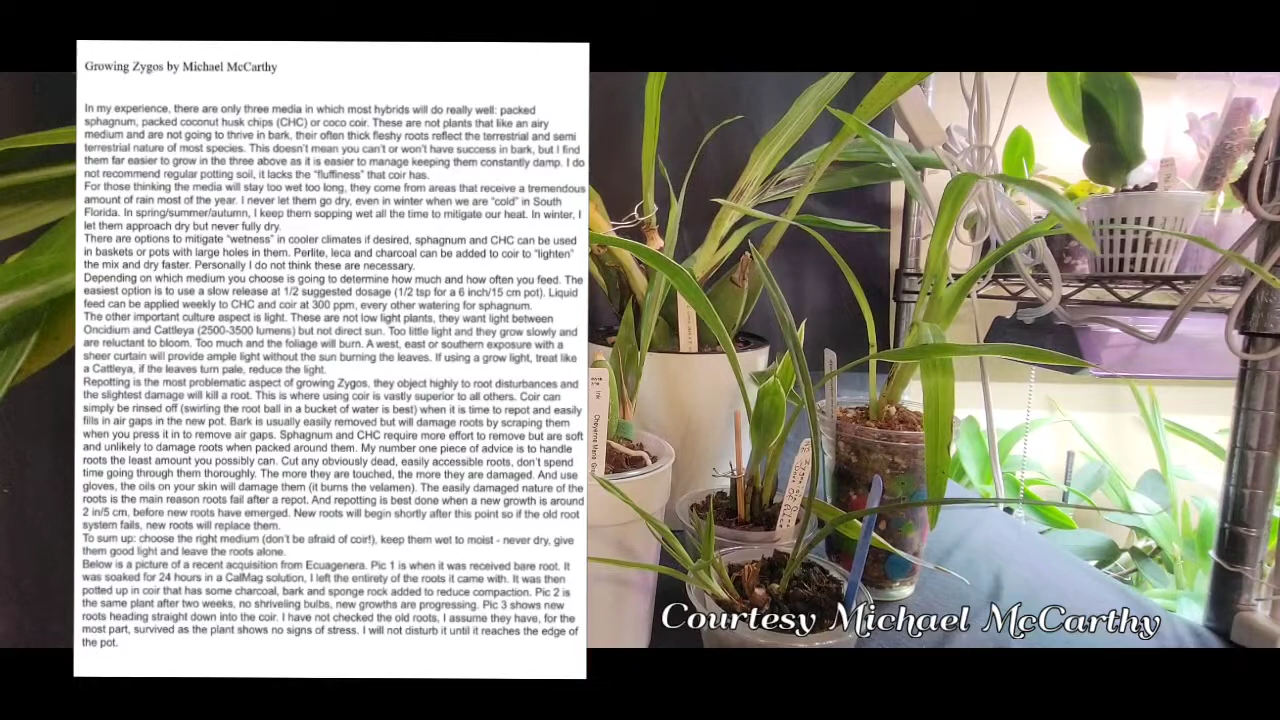 Growing Zygos by Michael McCarthy
In my experience, there are only three media in which most hybrids will do really well: packed
sphagnum, packed coconut husk chips (CHC) or coco coir. These are not plants that like an airy
medium and are not going to thrive in bark, their often thick fleshy roots reflect the terrestrial and semi
terrestrial nature of most species. This doesn't mean you can't or won't have success in bark, but I find
them far easier to grow in the three above as it is easier to manage keeping them constantly damp. I do
not recommend regular potting soil, it lacks the "fluffiness" that coir has.
For those thinking the media will stay too wet too long, they come from areas that receive a tremendous
amount of rain most of the year. I never let them go dry, even in winter when we are "cold" in South
Florida. In spring/summer/autumn, I keep them sopping wet all the time to mitigate our heat. In winter, I
let them approach dry but never fully dry.
There are options to mitigate "wetness" in cooler climates if desired, sphagnum and CHC can be used
in baskets or pots with large holes in them. Perlite, leca and charcoal can be added to coir to "lighten"
the mix and dry faster. Personally I do not think these are necessary.
Depending on which medium you choose is going to determine how much and how often you feed. The
easiest option is to use a slow release at 1/2 suggested dosage (1/2 tsp for a 6 inch/15 cm pot). Liquid
feed can be applied weekly to CHC and coir at 300 ppm, every other watering for sphagnum.
The other important culture aspect is light. These are not low light plants, they want light between
Oncidium and Cattleya (2500-3500 lumens) but not direct sun. Too little light and they grow slowly and
are reluctant to bloom. Too much and the foliage will burn. A west, east or southern exposure with a
sheer curtain will provide ample light without the sun burning the leaves. If using a grow light, treat like
a Cattleya, if the leaves turn pale, reduce the light.
Repotting is the most problematic aspect of growing Zygos, they object highly to root disturbances and
the slightest damage will kill a root. This is where using coir is vastly superior to all others. Coir can
simply be rinsed off (swirling the root ball in a bucket of water is best) when it is time to repot and easily
fills in air gaps in the new pot. Bark is usually easily removed but will damage roots by scraping them
when you press it in to remove air gaps. Sphagnum and CHC require more effort to remove but are soft
and unlikely to damage roots when packed around them. My number one piece of advice is to handle
roots the least amount you possibly can. Cut any obviously dead, easily accessible roots, don't spend
time going through them thoroughly. The more they are touched, the more they are damaged. And use
gloves, the oils on your skin will damage them (it burns the velamen). The easily damaged nature of the
roots is the main reason roots fail after a repot. And repotting is best done when a new growth is around
2 in/5 cm, before new roots have emerged. New roots will begin shortly after this point so if the old root
system fails, new roots will replace them.
To sum up: choose the right medium (don't be afraid of coir!), keep them wet to moist - never dry, give
them good light and leave the roots alone.
Below is a picture of a recent acquisition from Ecuagenera. Pic 1 is when it was received bare root. It
was soaked for 24 hours in a CalMag solution, I left the entirety of the roots it came with. It was then
potted up in coir that has some charcoal, bark and sponge rock added to reduce compaction. Pic 2 is
the same plant after two weeks, no shriveling bulbs, new growths are progressing. Pic 3 shows new
roots heading straight down into the coir. I have not checked the old roots, I assume they have, for the
most part, survived as the plant shows no signs of stress. I will not disturb it until it reaches the edge of
the pot.
Courtesy Michael McCarthy